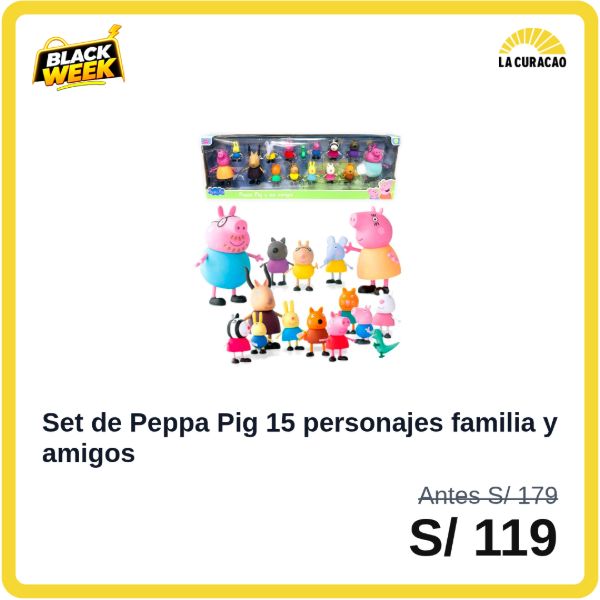 BLACK
WEEK
LA CURACAO
Set de Peppa Pig 15 personajes familia y
amigos
Antes S/ 179
S/ 119